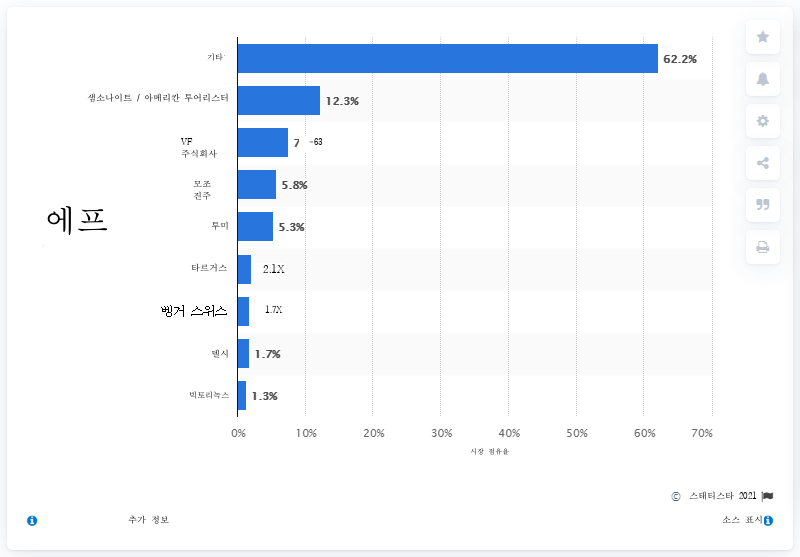 기타
62.2%
샘소나이트 / 아메리칸 투어리스터
12.3%
VF
주식회사
7 -63
모조
진주
5.8%
에프
투미
5.3%
타르거스
2.1X
벵거 스위스
1.7X
델시
1.7%
빅토리녹스
1.3%
0% 10% 20% 30% 40% 50% 60% 70%
시장 점유율
© 스태티스타 2021
추가 정보
소스 표시